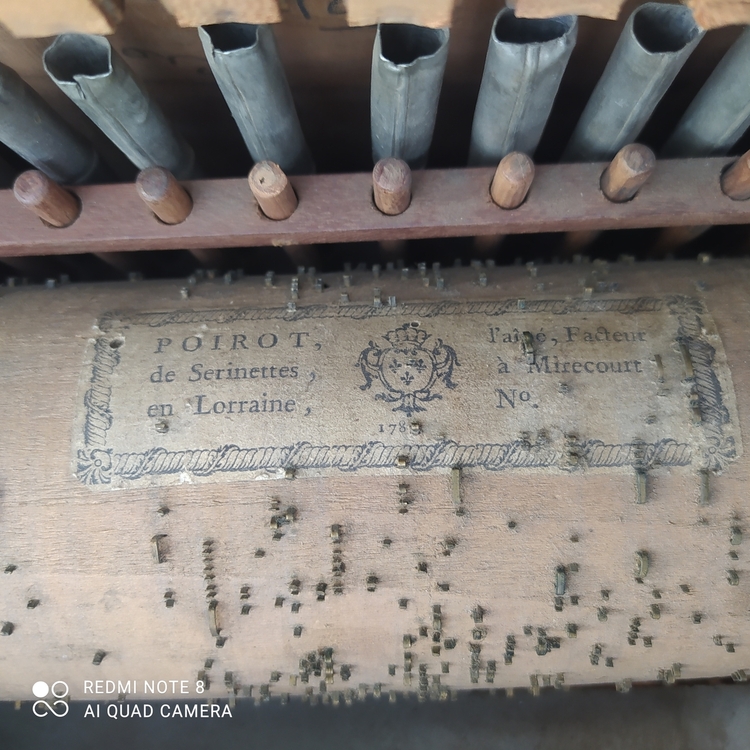 POIROT, l'aîné, Facteur
de Serinettes, à Mirecourt
en Lorraine, Nº.
REDMI NOTE 8
AI QUAD CAMERA